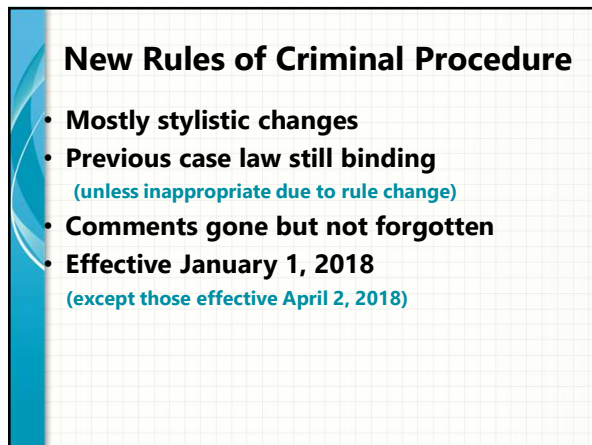 New Rules of Criminal Procedure
• Mostly stylistic changes
• Previous case law still binding
(unless inappropriate due to rule change)
• Comments gone but not forgotten
• Effective January 1, 2018
(except those effective April 2, 2018)